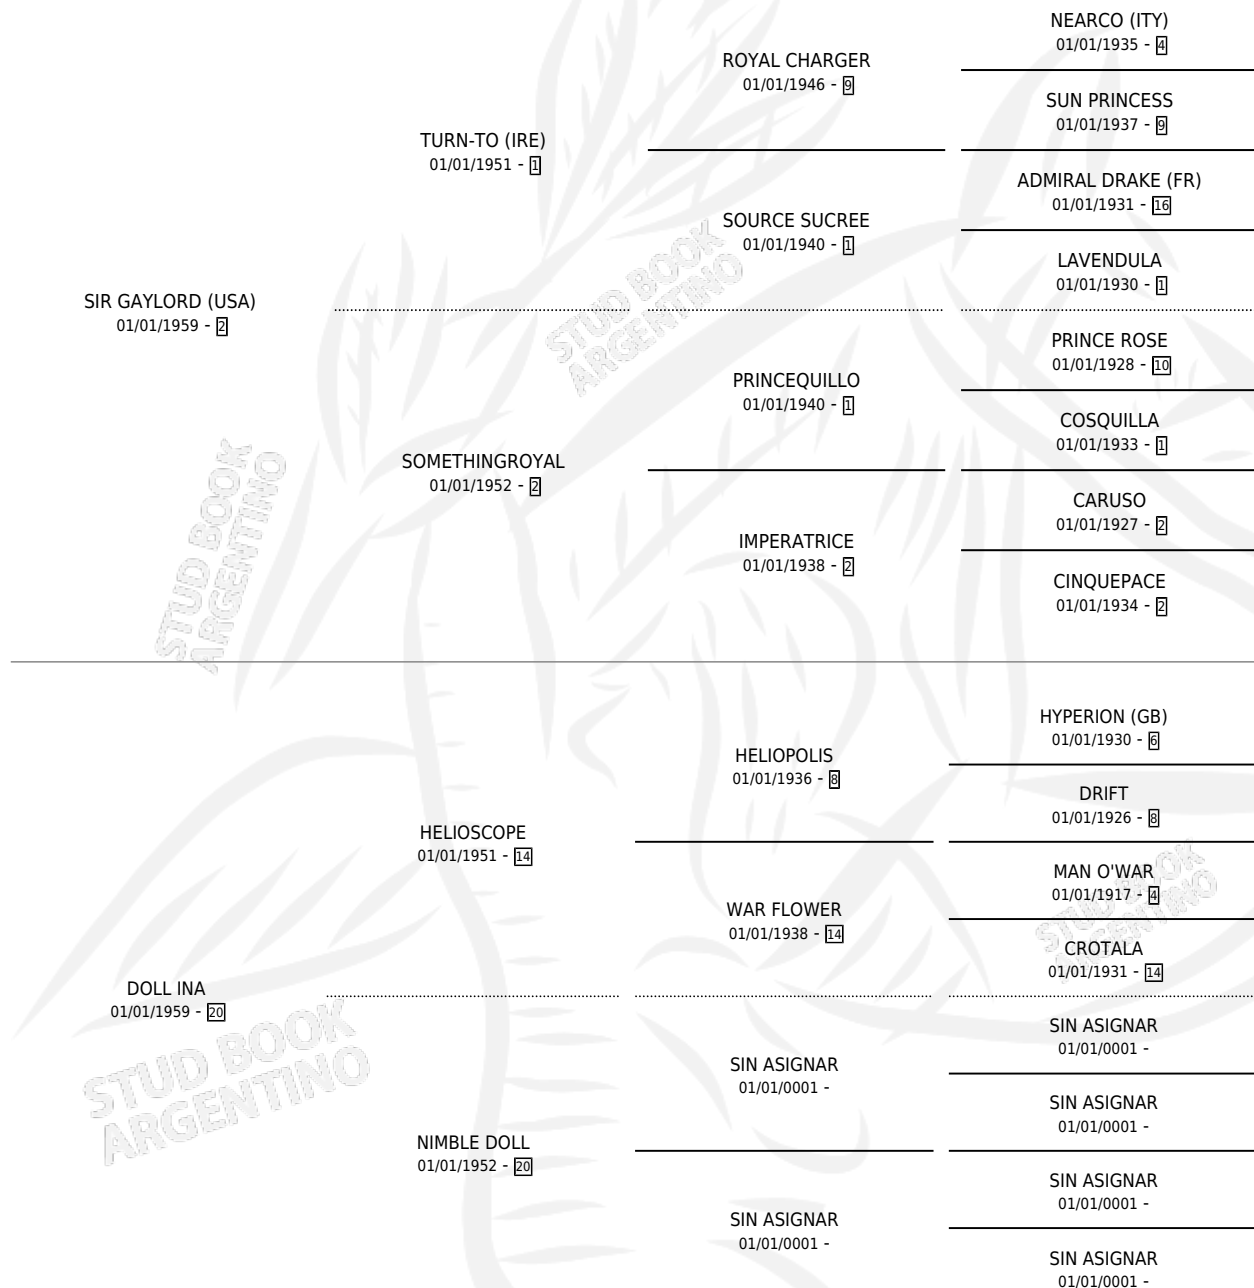 NEARCO (ITY)
01/01/1935 - 4
ROYAL CHARGER
01/01/1946 - 9
SUN PRINCESS
01/01/1937 - 9
TURN-TO (IRE)
01/01/1951 - 1
ADMIRAL DRAKE (FR)
01/01/1931 - 16
SOURCE SUCREE
01/01/1940 - 1
LAVENDULA
01/01/1930 - 1
SIR GAYLORD (USA)
01/01/1959 - 2
STUD BOOK
ARGENTINO
PRINCE ROSE
01/01/1928 - 10
PRINCEQUILLO
01/01/1940 - 1
COSQUILLA
01/01/1933 - 1
SOMETHINGROYAL
01/01/1952 - 2
CARUSO
01/01/1927 - 2
IMPERATRICE
01/01/1938 - 2
CINQUEPACE
01/01/1934 - 2
STUD BOOK
ARGENTINO
HYPERION (GB)
01/01/1930 - 6
HELIOPOLIS
01/01/1936 - 8
DRIFT
01/01/1926 - 8
HELIOSCOPE
01/01/1951 - 14
MAN O'WAR
01/01/1917 - 4
WAR FLOWER
01/01/1938 - 14
CROTALA
01/01/1931 - 14
STUD BOOK
ARGENTINO
DOLL INA
01/01/1959 - 20
STUD BOOK
ARGENTINO
SIN ASIGNAR
01/01/0001 -
SIN ASIGNAR
01/01/0001 -
SIN ASIGNAR
01/01/0001 -
NIMBLE DOLL
01/01/1952 - 20
SIN ASIGNAR
01/01/0001 -
SIN ASIGNAR
01/01/0001 -
SIN ASIGNAR
01/01/0001 -